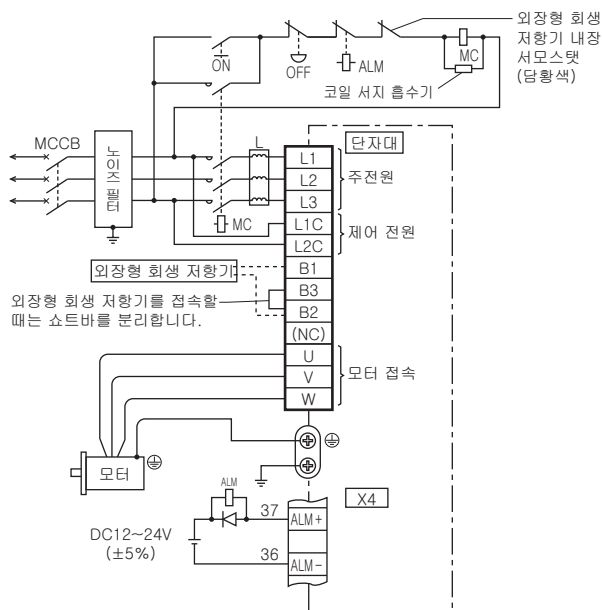 외장형 회생
저항기 내장
서모스탯
(담황색)
ON
OFF
ALM
MC
코일 서지 흡수기
MCCB
노이즈 필터
L
단자대
L1
L2
L3
주전원
MC
L1C
L2C
제어 전원
외장형 회생 저항기
B1
B3
B2
외장형 회생 저항기를 접속할
때는 쇼트바를 분리합니다.
(NC)
U
V
W
모터 접속
모터
ALM
X4
DC12~24V
(±5%)
37
ALM+
36
ALM-